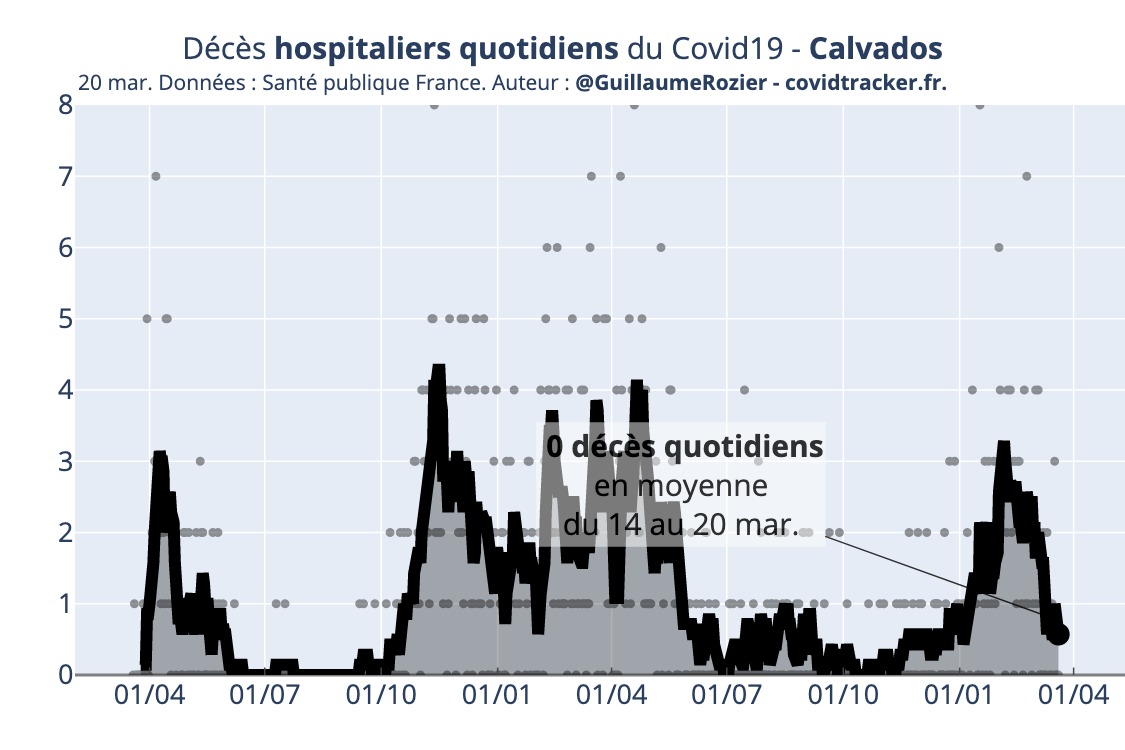 Décès hospitaliers quotidiens du Covid19 - Calvados
20 mar. Données : Santé publique France. Auteur : @GuillaumeRozier - covidtracker.fr.
8
7
6
5
4
3
2
1
0
0 décès quotidiens
en moyenne
du 14 au 20 mar.
01/04 01/07 01/10 01/01 01/04 01/07 01/10 01/01 01/04